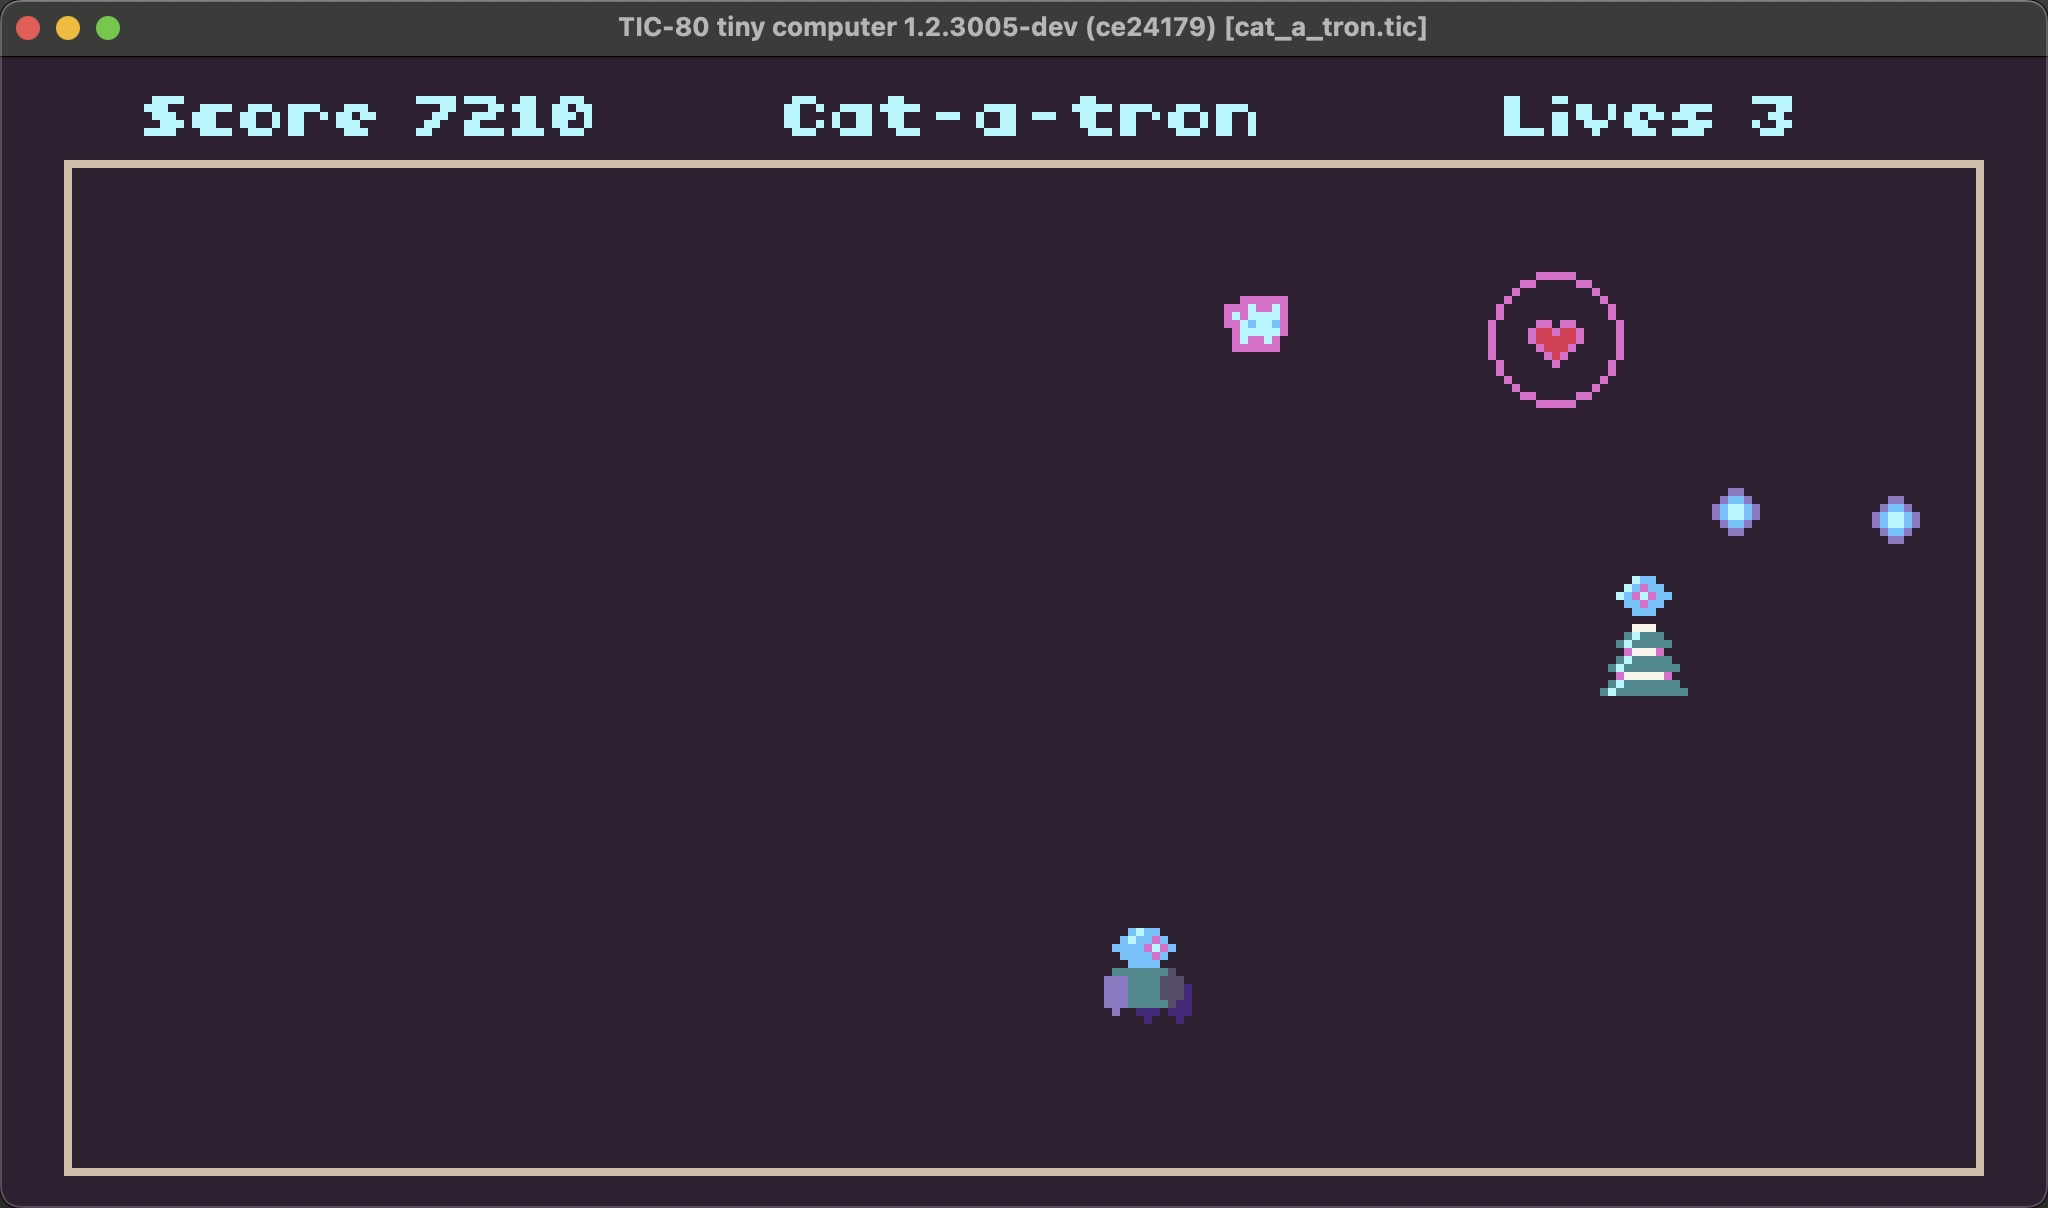 TIC-80 tiny computer 1.2.3005-dev (ce24179) [cat_a_tron.tic]
Score 7210 Cat-a-tron Lives 3